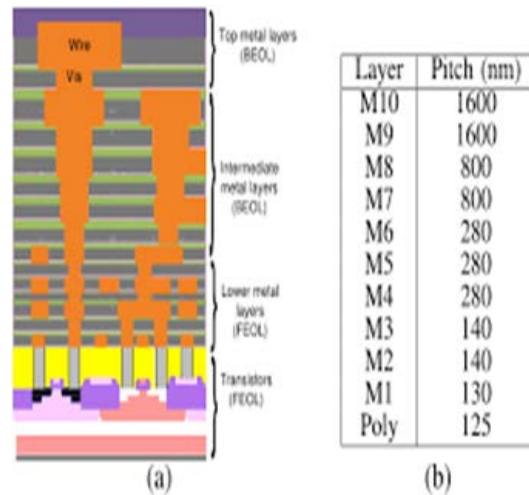 Wire
Via
Top metal layers
(BEOL)
Intermediate
metal layers
(BEOL)
Lower metal
layers
(FEOL)
Transistors
(FEOL)
(a)
Layer Pitch (nm)
M10 1600
M9 1600
M8 800
M7 800
M6 280
M5 280
M4 280
M3 140
M2 140
M1 130
Poly 125
(b)